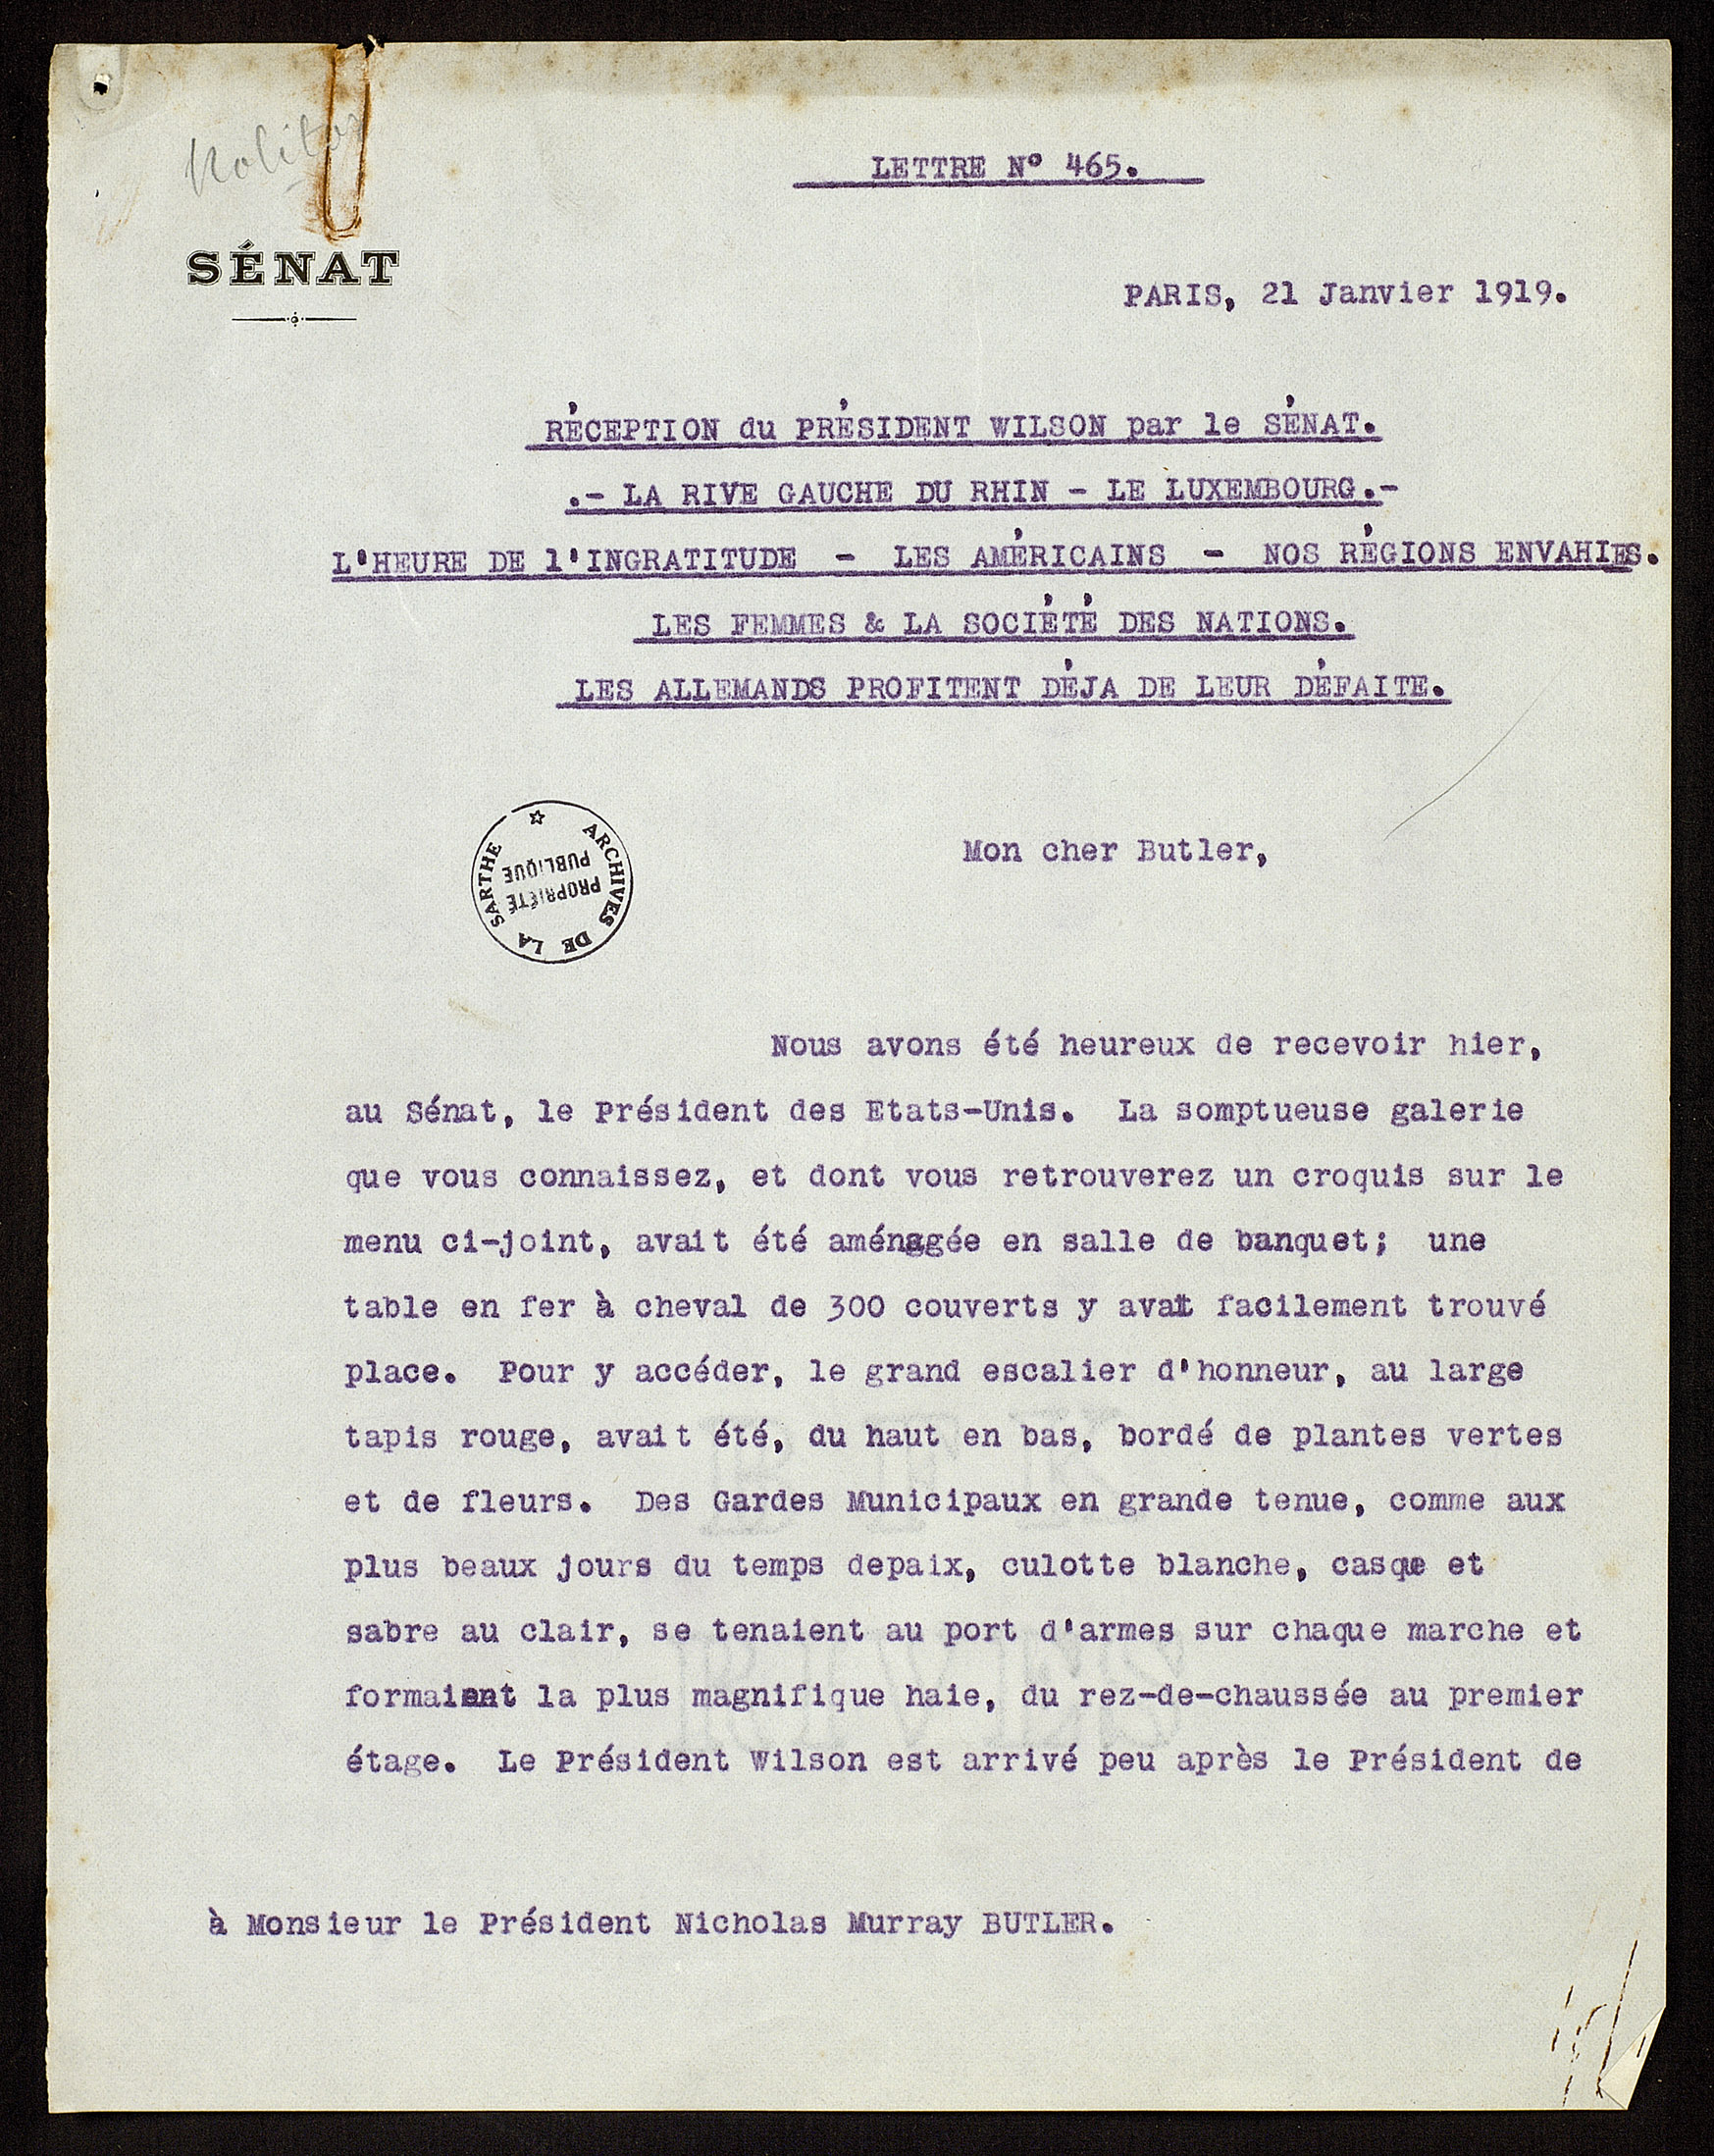 LETTRE Nº 465.
SÉNAT
PARIS, 21 Janvier 1919.
RÉCEPTION du PRÉSIDENT WILSON par le SÉNAT.
.- LA RIVE GAUCHE DU RHIN - LE LUXEMBOURG.-
L'HEURE DE l'INGRATITUDE - LES AMÉRICAINS - NOS RÉGIONS ENVAHIES.
LES FEMMES & LA SOCIÉTÉ DES NATIONS.
LES ALLEMANDS PROFITENT DÉJA DE LEUR DÉFAITE.
ARCHIVES DE LA SARTHE
PROPRIÉTÉ
PUBLIQUE
Mon cher Butler,
Nous avons été heureux de recevoir hier,
au Sénat, le Président des Etats-Unis. La somptueuse galerie
que vous connaissez, et dont vous retrouverez un croquis sur le
menu ci-joint, avait été aménagée en salle de banquet; une
table en fer à cheval de 300 couverts y avait facilement trouvé
place. Pour y accéder, le grand escalier d'honneur, au large
tapis rouge, avait été, du haut en bas, bordé de plantes vertes
et de fleurs. Des Gardes Municipaux en grande tenue, comme aux
plus beaux jours du temps depaix, culotte blanche, casque et
sabre au clair, se tenaient au port d'armes sur chaque marche et
formaient la plus magnifique haie, du rez-de-chaussée au premier
étage. Le Président Wilson est arrivé peu après le Président de
à Monsieur le Président Nicholas Murray BUTLER.